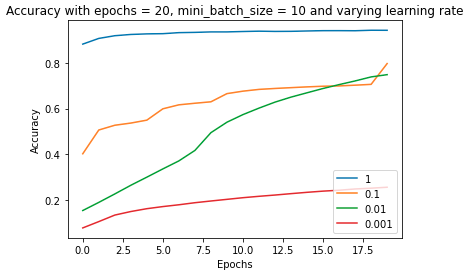 Accuracy with epochs = 20, mini_batch_size = 10 and varying learning rate
Accuracy
0.8
0.6
0.4
0.2
1
0.1
0.01
0.001
0.0 2.5 5.0 7.5 10.0 12.5 15.0 17.5
Epochs